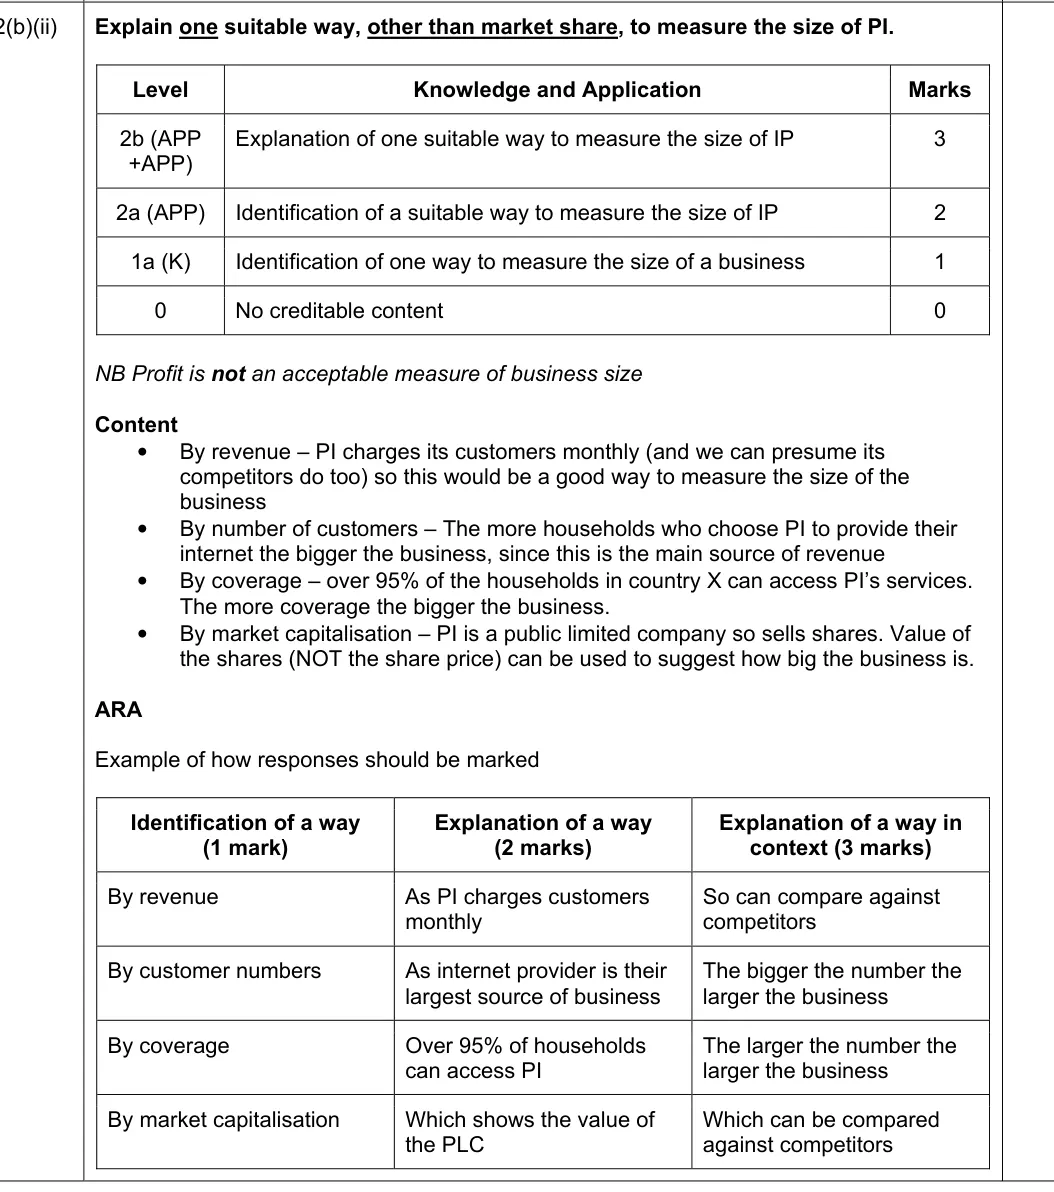 2(b)(ii)
Explain one suitable way, other than market share, to measure the size of PI.
Level
Knowledge and Application
Marks
2b (APP
+APP)
Explanation of one suitable way to measure the size of IP
3
2a (APP)
Identification of a suitable way to measure the size of IP
2
1a (K)
Identification of one way to measure the size of a business
1
0
No creditable content
0
NB Profit is not an acceptable measure of business size
Content
• By revenue – PI charges its customers monthly (and we can presume its
competitors do too) so this would be a good way to measure the size of the
business
• By number of customers – The more households who choose PI to provide their
internet the bigger the business, since this is the main source of revenue
• By coverage – over 95% of the households in country X can access PI’s services.
The more coverage the bigger the business.
• By market capitalisation – PI is a public limited company so sells shares. Value of
the shares (NOT the share price) can be used to suggest how big the business is.
ARA
Example of how responses should be marked
Identification of a way
(1 mark)
Explanation of a way
(2 marks)
Explanation of a way in
context (3 marks)
By revenue
As PI charges customers
monthly
So can compare against
competitors
By customer numbers
As internet provider is their
largest source of business
The bigger the number the
larger the business
By coverage
Over 95% of households
can access PI
The larger the number the
larger the business
By market capitalisation
Which shows the value of
the PLC
Which can be compared
against competitors